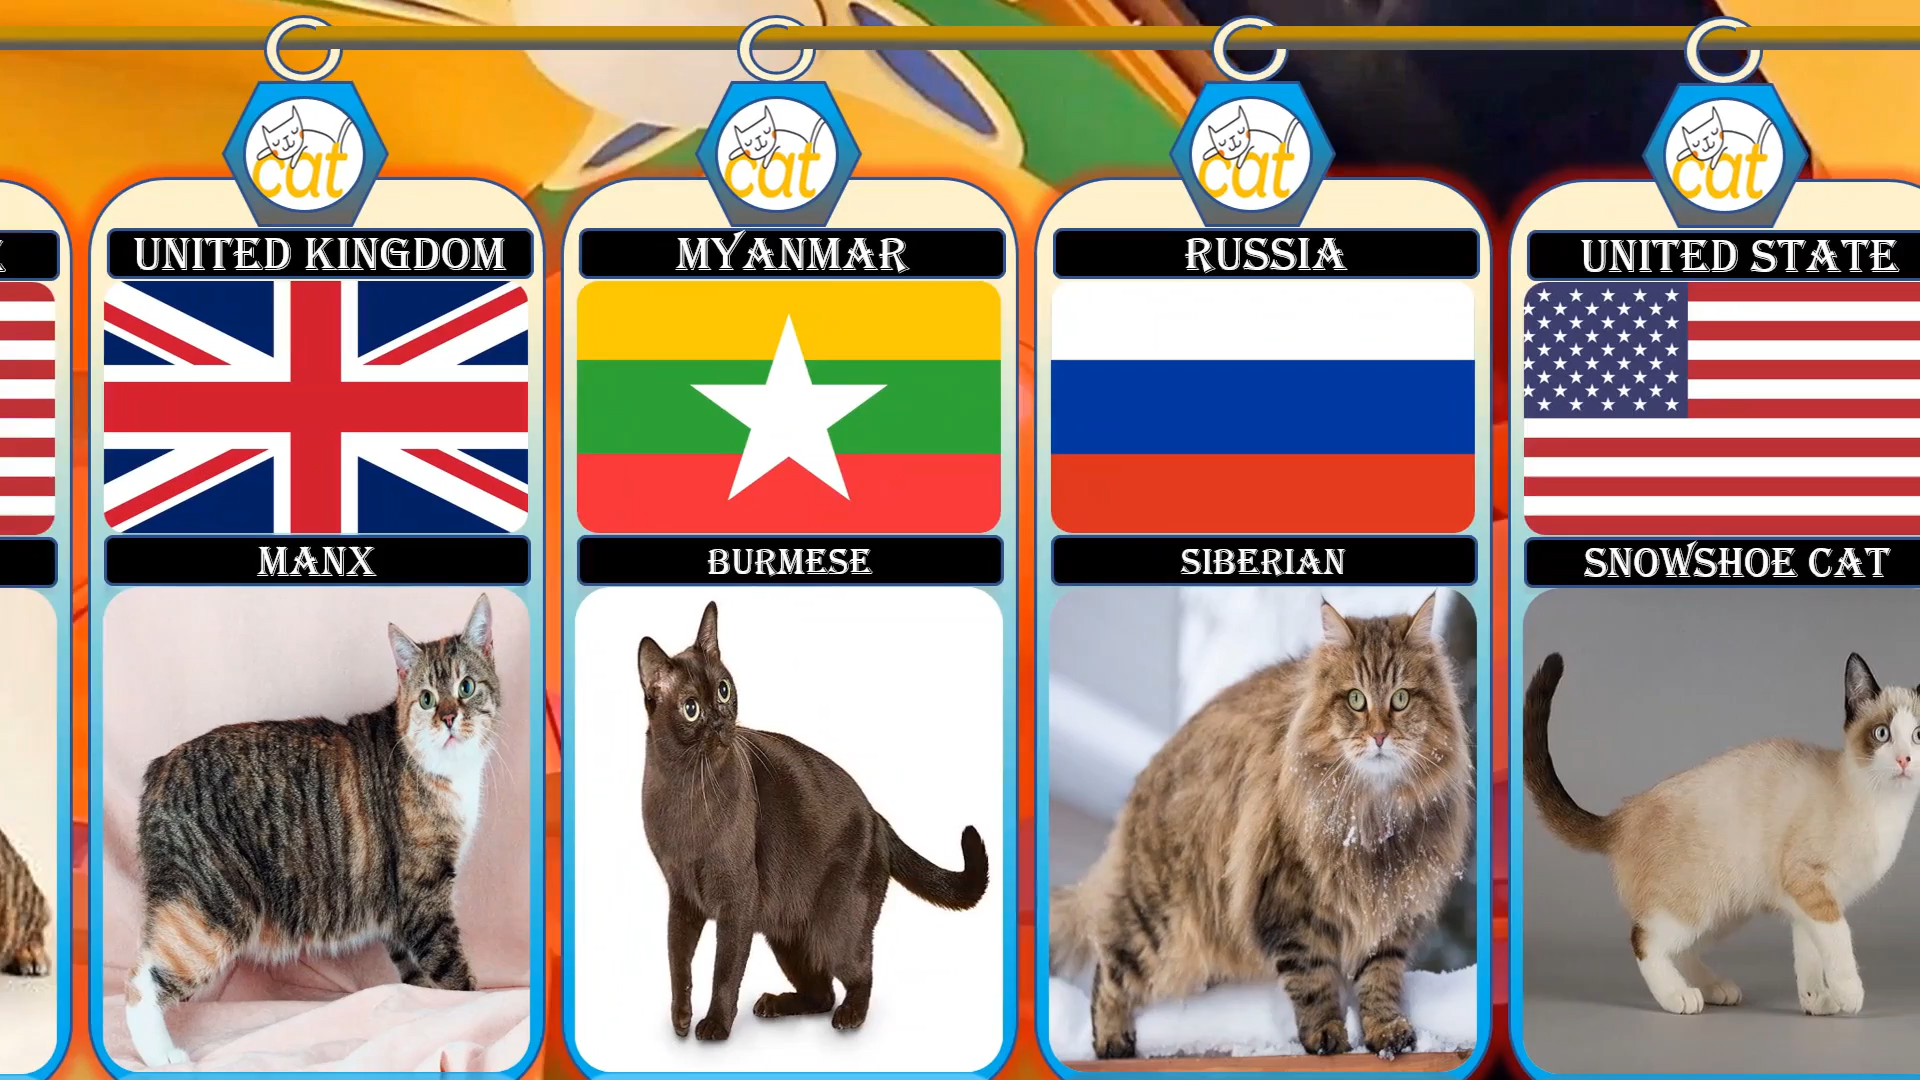 cat
cat
cat
cat
UNITED KINGDOM
MYANMAR
RUSSIA
UNITED STATE
MANX
BURMESE
SIBERIAN
SNOWSHOE CAT